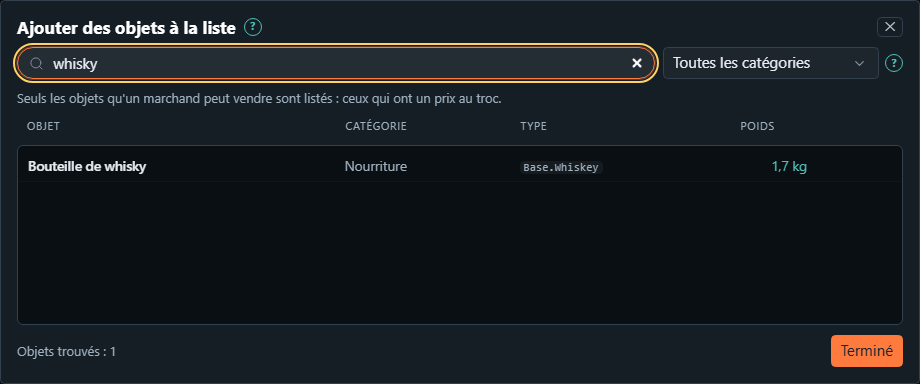 Ajouter des objets à la liste ?
whisky
Toutes les catégories ?
Seuls les objets qu'un marchand peut vendre sont listés : ceux qui ont un prix au troc.
OBJET CATÉGORIE TYPE POIDS
Bouteille de whisky Nourriture Base.Whiskey 1,7 kg
Objets trouvés : 1
Terminé